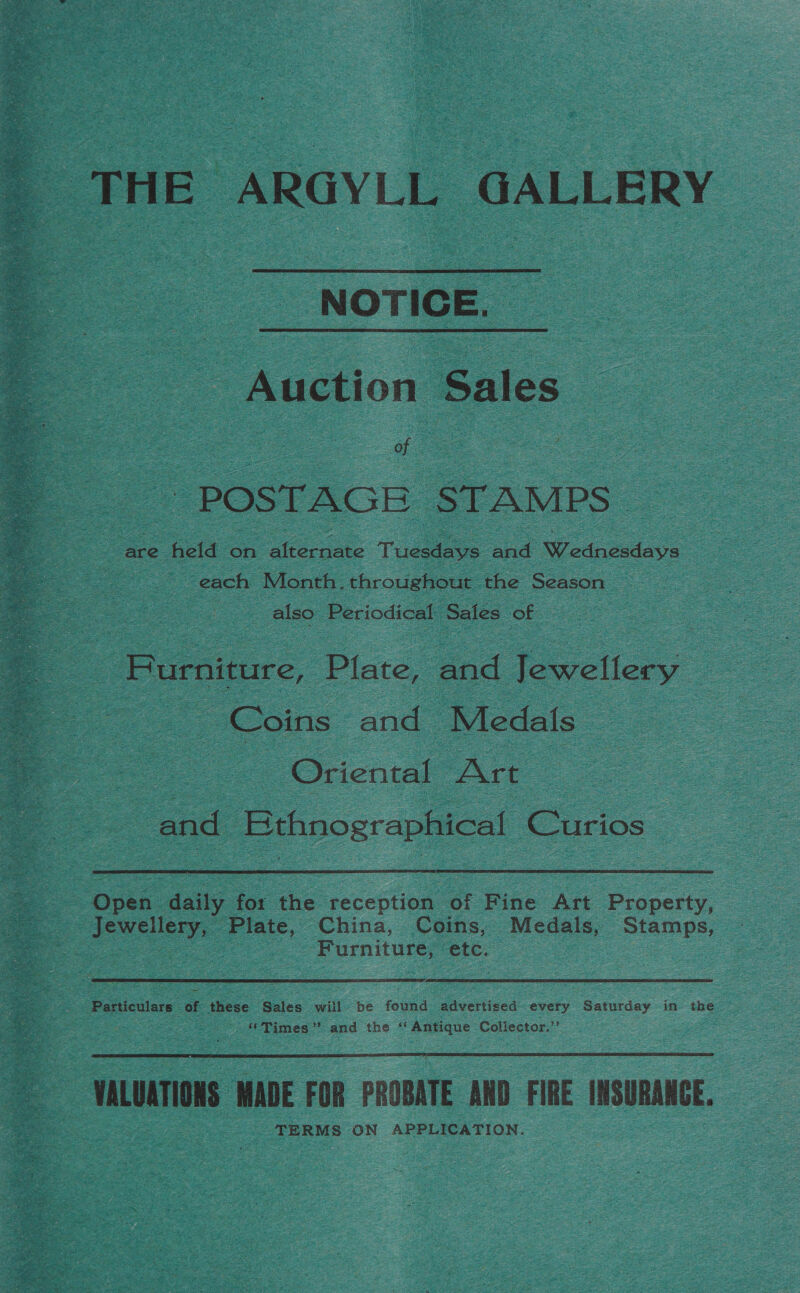 THE ARGYLL GALLERY
NOTICE.
Auction Sales
of
POSTAGE STAMPS
are held on alternate Tuesdays and Wednesdays
each Month, throughout the Season
also Periodical Sales of
Furniture, Plate, and Jewellery
Coins and Medals
Oriental Art
and Ethnographical Curios
Open daily for the reception of Fine Art Property,
Jewellery, Plate, China, Coins, Medals, Stamps,
Furniture, etc.
Particulars of these Sales will be found advertised every Saturday in the
“Times” and the “Antique Collector.”
VALUATIONS MADE FOR PROBATE AND FIRE INSURANCE.
TERMS ON APPLICATION.